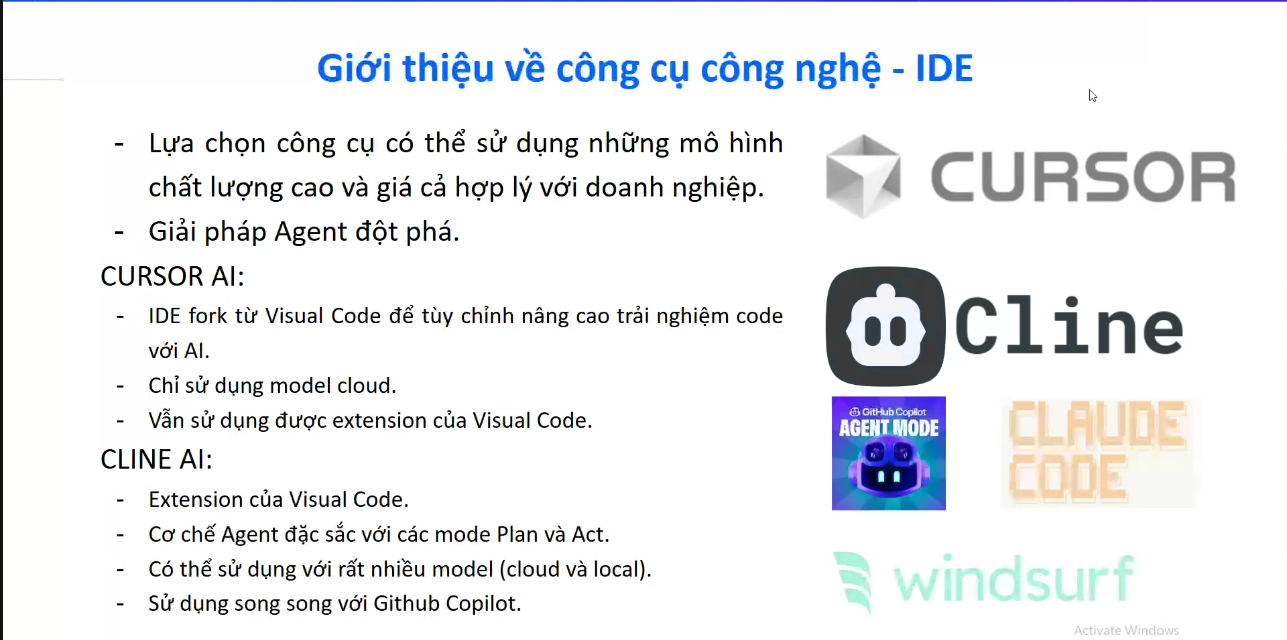 Giới thiệu về công cụ công nghệ - IDE
- Lựa chọn công cụ có thể sử dụng những mô hình
chất lượng cao và giá cả hợp lý với doanh nghiệp.
- Giải pháp Agent đột phá.
CURSOR AI:
- IDE fork từ Visual Code để tùy chỉnh nâng cao trải nghiệm code
với AI.
- Chỉ sử dụng model cloud.
- Vẫn sử dụng được extension của Visual Code.
CLINE AI:
- Extension của Visual Code.
- Cơ chế Agent đặc sắc với các mode Plan và Act.
- Có thể sử dụng với rất nhiều model (cloud và local).
- Sử dụng song song với Github Copilot.
CURSOR
Cline
GitHub Copilot
AGENT MODE
CLAUDE
CODE
windsurf
Activate Windows